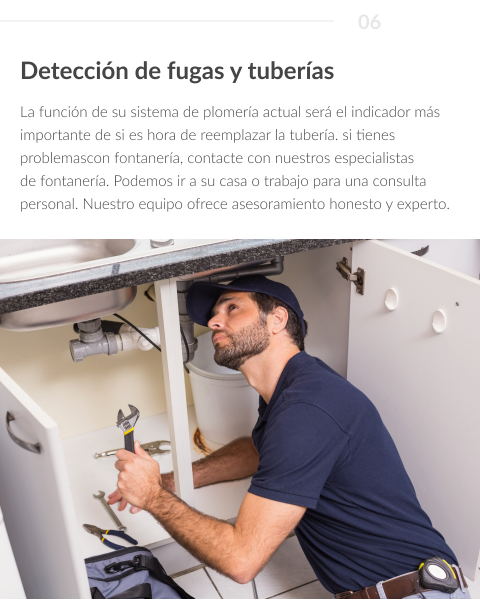 06
Detección de fugas y tuberías
La función de su sistema de plomería actual será el indicador más
importante de si es hora de reemplazar la tubería. si tienes
problemascon fontanería, contacte con nuestros especialistas
de fontanería. Podemos ir a su casa o trabajo para una consulta
personal. Nuestro equipo ofrece asesoramiento honesto y experto.